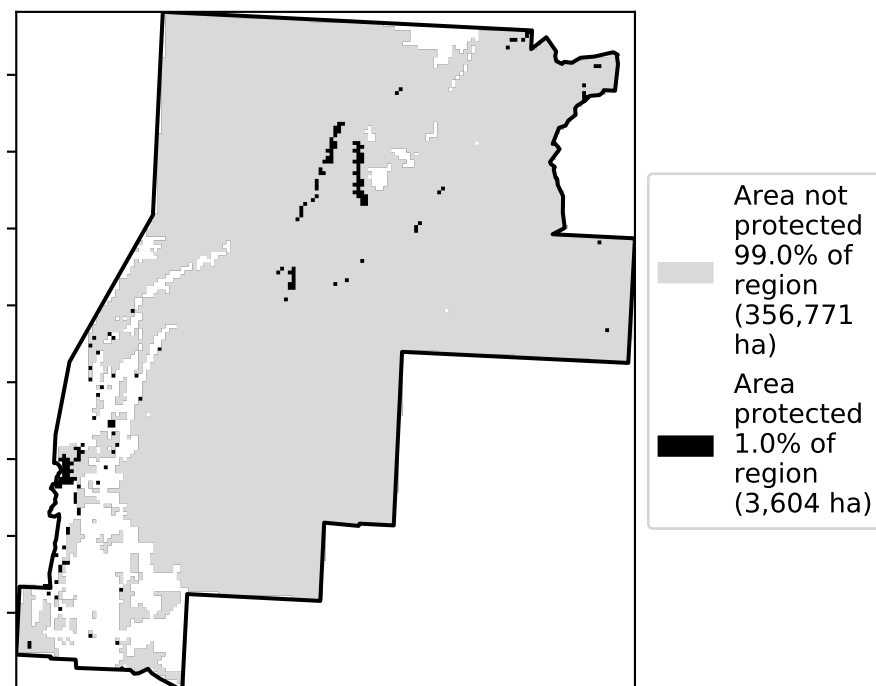 Area not
protected
99.0% of
region
(356,771
ha)
Area
protected
1.0% of
region
(3,604 ha)